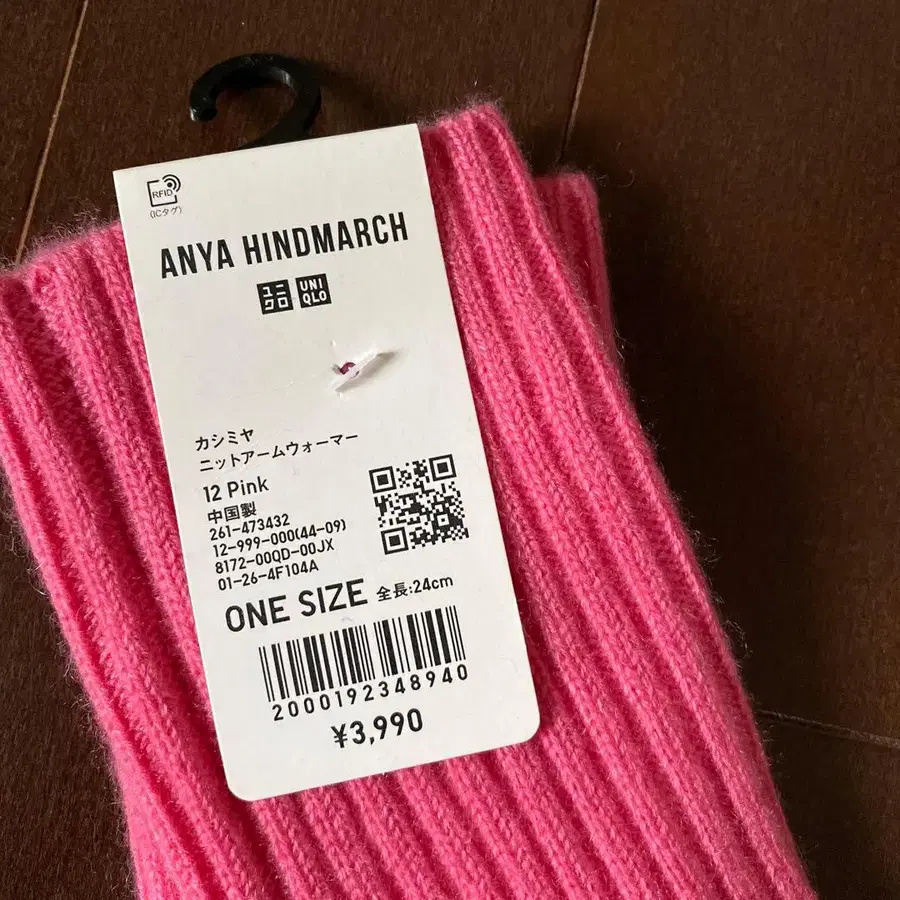 RFID
(ICタグ)
ANYA HINDMARCH
ユニ
クロ
UNI
QLO
カシミヤ
ニットアームウォーマー
12 Pink
中国製
261-473432
12-999-000(44-09)
8172-00QD-00JX
01-26-4F104A
ONE SIZE 全長:24cm
2000192348940
¥3,990